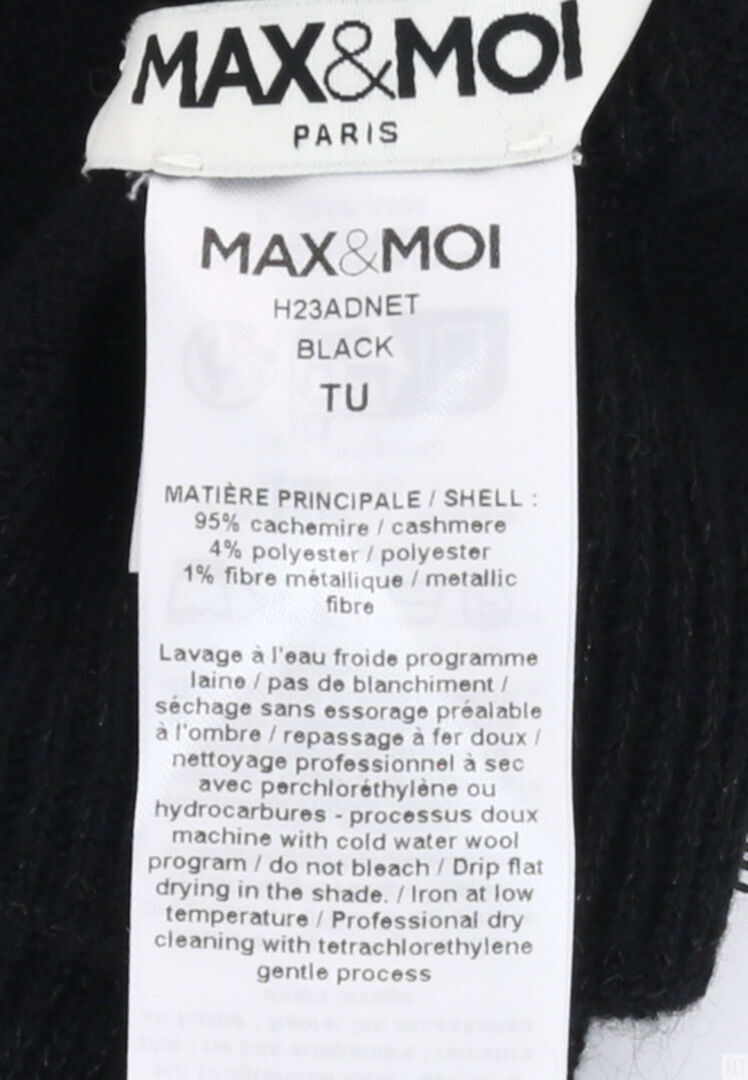 MAX&MOI
PARIS
MAX&MOI
H23ADNET
BLACK
TU
MATIÈRE PRINCIPALE / SHELL :
95% cachemire / cashmere
4% polyester / polyester
1% fibre métallique / metallic
fibre
Lavage à l'eau froide programme
laine / pas de blanchiment /
séchage sans essorage préalable
à l'ombre / repassage à fer doux /
nettoyage professionnel à sec
avec perchloréthylène ou
hydrocarbures - processus doux
machine with cold water wool
program / do not bleach / Drip flat
drying in the shade. / Iron at low
temperature / Professional dry
cleaning with tetrachlorethylene
gentle process